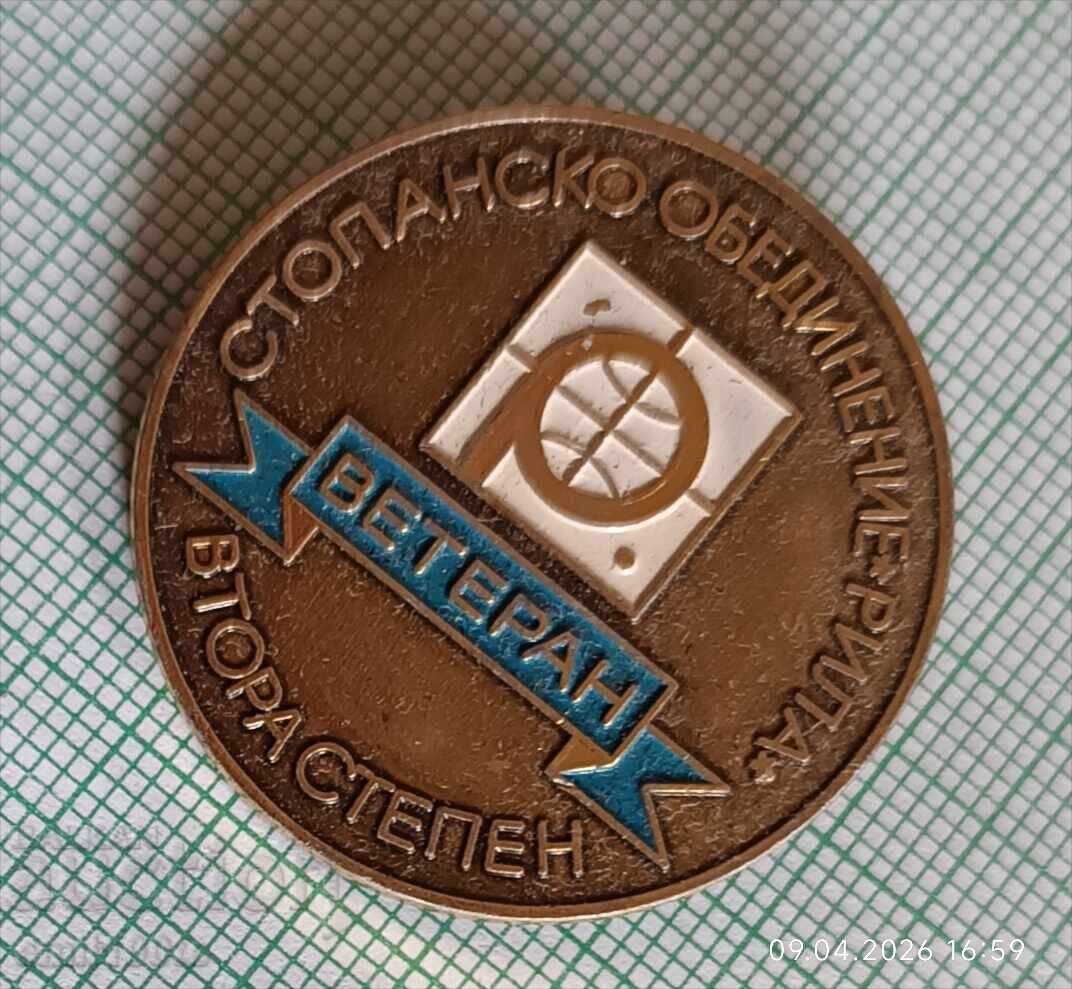 СТОПАНСКО ОБЕДИНЕНИЕ*РИЛА*
ВЕТЕРАН
ВТОРА СТЕПЕН
09.04.2026 16:59